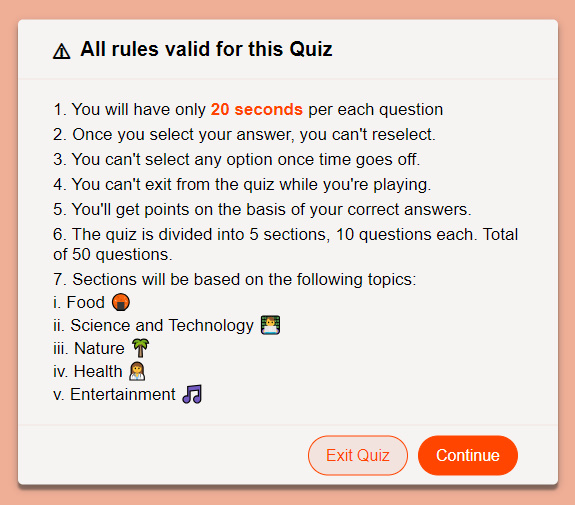 ⚠ All rules valid for this Quiz
1. You will have only 20 seconds per each question
2. Once you select your answer, you can't reselect.
3. You can't select any option once time goes off.
4. You can't exit from the quiz while you're playing.
5. You'll get points on the basis of your correct answers.
6. The quiz is divided into 5 sections, 10 questions each. Total
of 50 questions.
7. Sections will be based on the following topics:
i. Food
ii. Science and Technology
iii. Nature
iv. Health
v. Entertainment
Exit Quiz
Continue